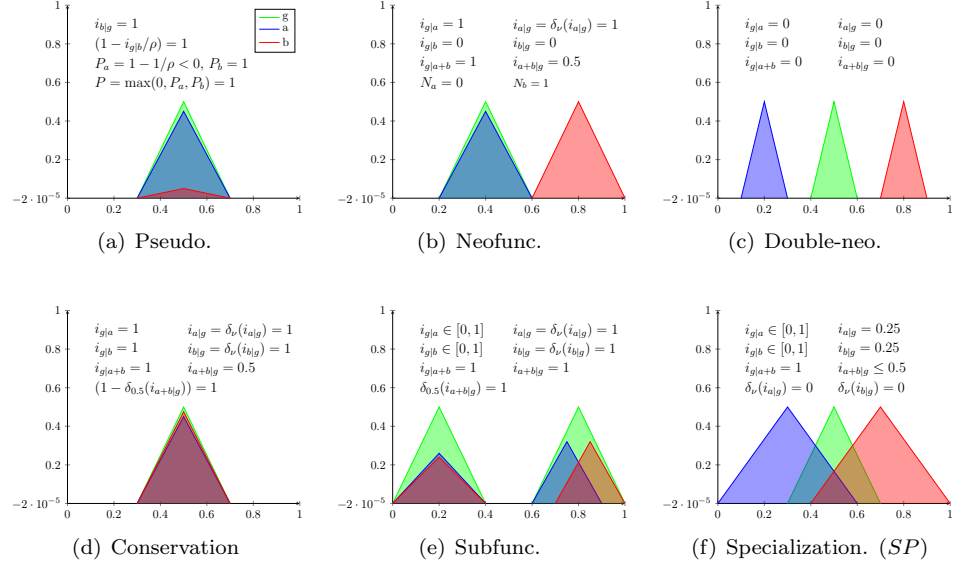 1
0.8
0.6
0.4
0.2
−2 · 10⁻⁵
0 0.2 0.4 0.6 0.8 1
i_{b|g} = 1
(1 − i_{g|b}/ρ) = 1
P_a = 1 − 1/ρ < 0, P_b = 1
P = max(0, P_a, P_b) = 1
g
a
b
(a) Pseudo.
1
0.8
0.6
0.4
0.2
−2 · 10⁻⁵
0 0.2 0.4 0.6 0.8 1
i_{g|a} = 1 i_{a|g} = δ_ν(i_{a|g}) = 1
i_{g|b} = 0 i_{b|g} = 0
i_{g|a+b} = 1 i_{a+b|g} = 0.5
N_a = 0 N_b = 1
(b) Neofunc.
1
0.8
0.6
0.4
0.2
−2 · 10⁻⁵
0 0.2 0.4 0.6 0.8 1
i_{g|a} = 0 i_{a|g} = 0
i_{g|b} = 0 i_{b|g} = 0
i_{g|a+b} = 0 i_{a+b|g} = 0
(c) Double-neo.
1
0.8
0.6
0.4
0.2
−2 · 10⁻⁵
0 0.2 0.4 0.6 0.8 1
i_{g|a} = 1 i_{a|g} = δ_ν(i_{a|g}) = 1
i_{g|b} = 1 i_{b|g} = δ_ν(i_{b|g}) = 1
i_{g|a+b} = 1 i_{a+b|g} = 0.5
(1 − δ_{0.5}(i_{a+b|g})) = 1
(d) Conservation
1
0.8
0.6
0.4
0.2
−2 · 10⁻⁵
0 0.2 0.4 0.6 0.8 1
i_{g|a} ∈ [0, 1] i_{a|g} = δ_ν(i_{a|g}) = 1
i_{g|b} ∈ [0, 1] i_{b|g} = δ_ν(i_{b|g}) = 1
i_{g|a+b} = 1 i_{a+b|g} = 1
δ_{0.5}(i_{a+b|g}) = 1
(e) Subfunc.
1
0.8
0.6
0.4
0.2
−2 · 10⁻⁵
0 0.2 0.4 0.6 0.8 1
i_{g|a} ∈ [0, 1] i_{a|g} = 0.25
i_{g|b} ∈ [0, 1] i_{b|g} = 0.25
i_{g|a+b} = 1 i_{a+b|g} ≤ 0.5
δ_ν(i_{a|g}) = 0 δ_ν(i_{b|g}) = 0
(f) Specialization. (SP)